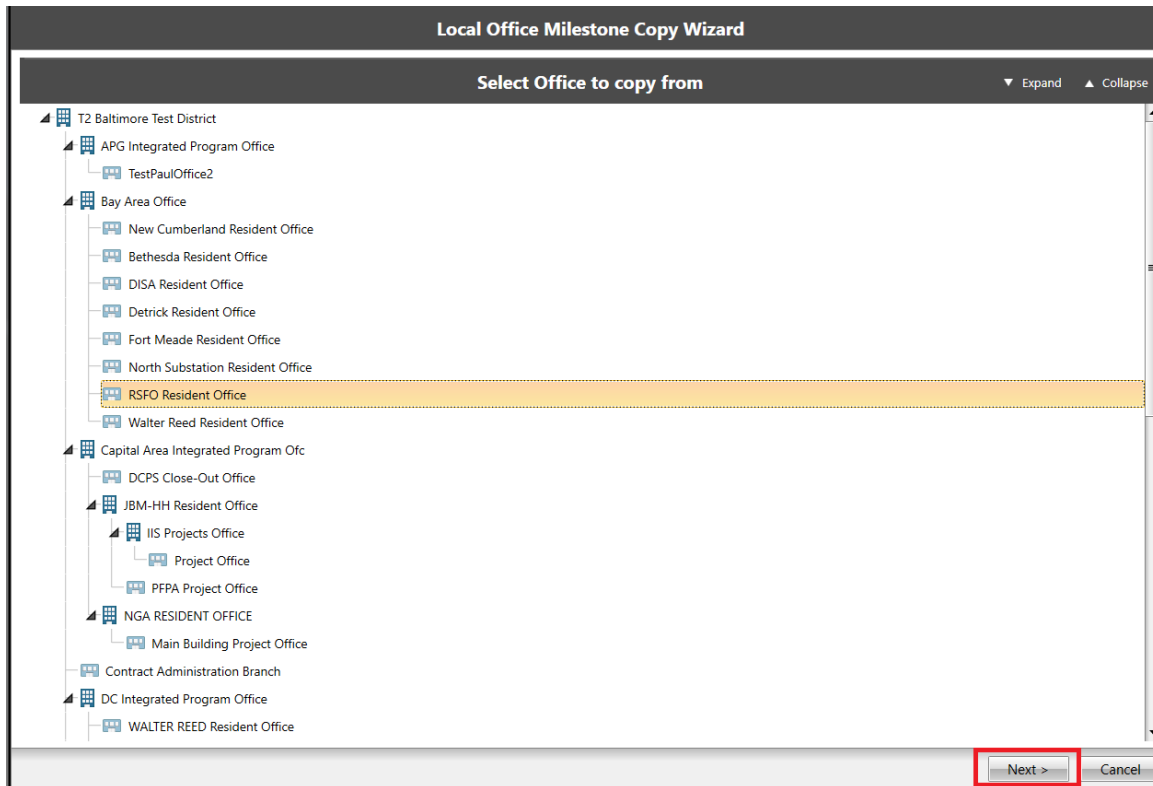 Local Office Milestone Copy Wizard
Select Office to copy from
Expand
Collapse
T2 Baltimore Test District
APG Integrated Program Office
TestPaulOffice2
Bay Area Office
New Cumberland Resident Office
Bethesda Resident Office
DISA Resident Office
Detrick Resident Office
Fort Meade Resident Office
North Substation Resident Office
RSFO Resident Office
Walter Reed Resident Office
Capital Area Integrated Program Ofc
DCPS Close-Out Office
JBM-HH Resident Office
IIS Projects Office
Project Office
PFPA Project Office
NGA RESIDENT OFFICE
Main Building Project Office
Contract Administration Branch
DC Integrated Program Office
WALTER REED Resident Office
Next >
Cancel